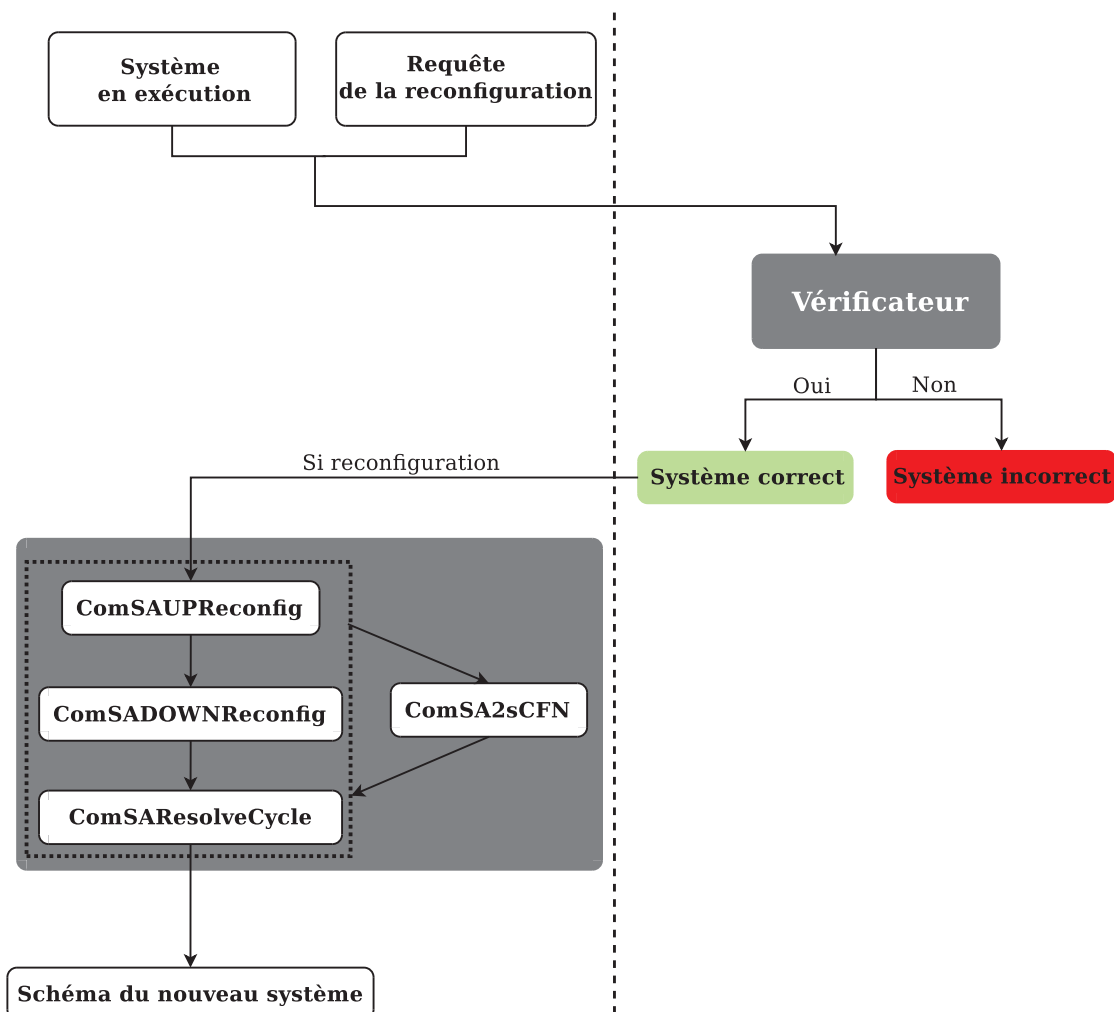 Système
en exécution
Requête
de la reconfiguration
Vérificateur
Oui
Non
Si reconfiguration
Système correct
Système incorrect
ComSAUPReconfig
ComSADOWNReconfig
ComSA2sCFN
ComSAResolveCycle
Schéma du nouveau système